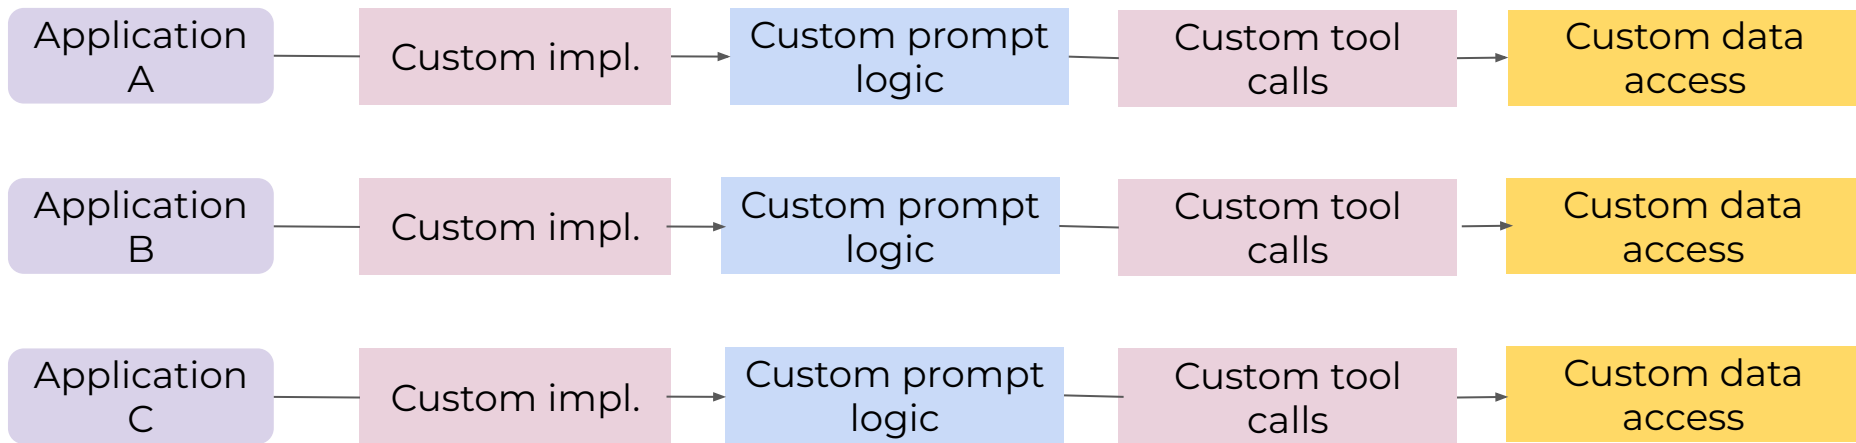 Application
A
Custom impl.
Custom prompt
logic
Custom tool
calls
Custom data
access
Application
B
Custom impl.
Custom prompt
logic
Custom tool
calls
Custom data
access
Application
C
Custom impl.
Custom prompt
logic
Custom tool
calls
Custom data
access